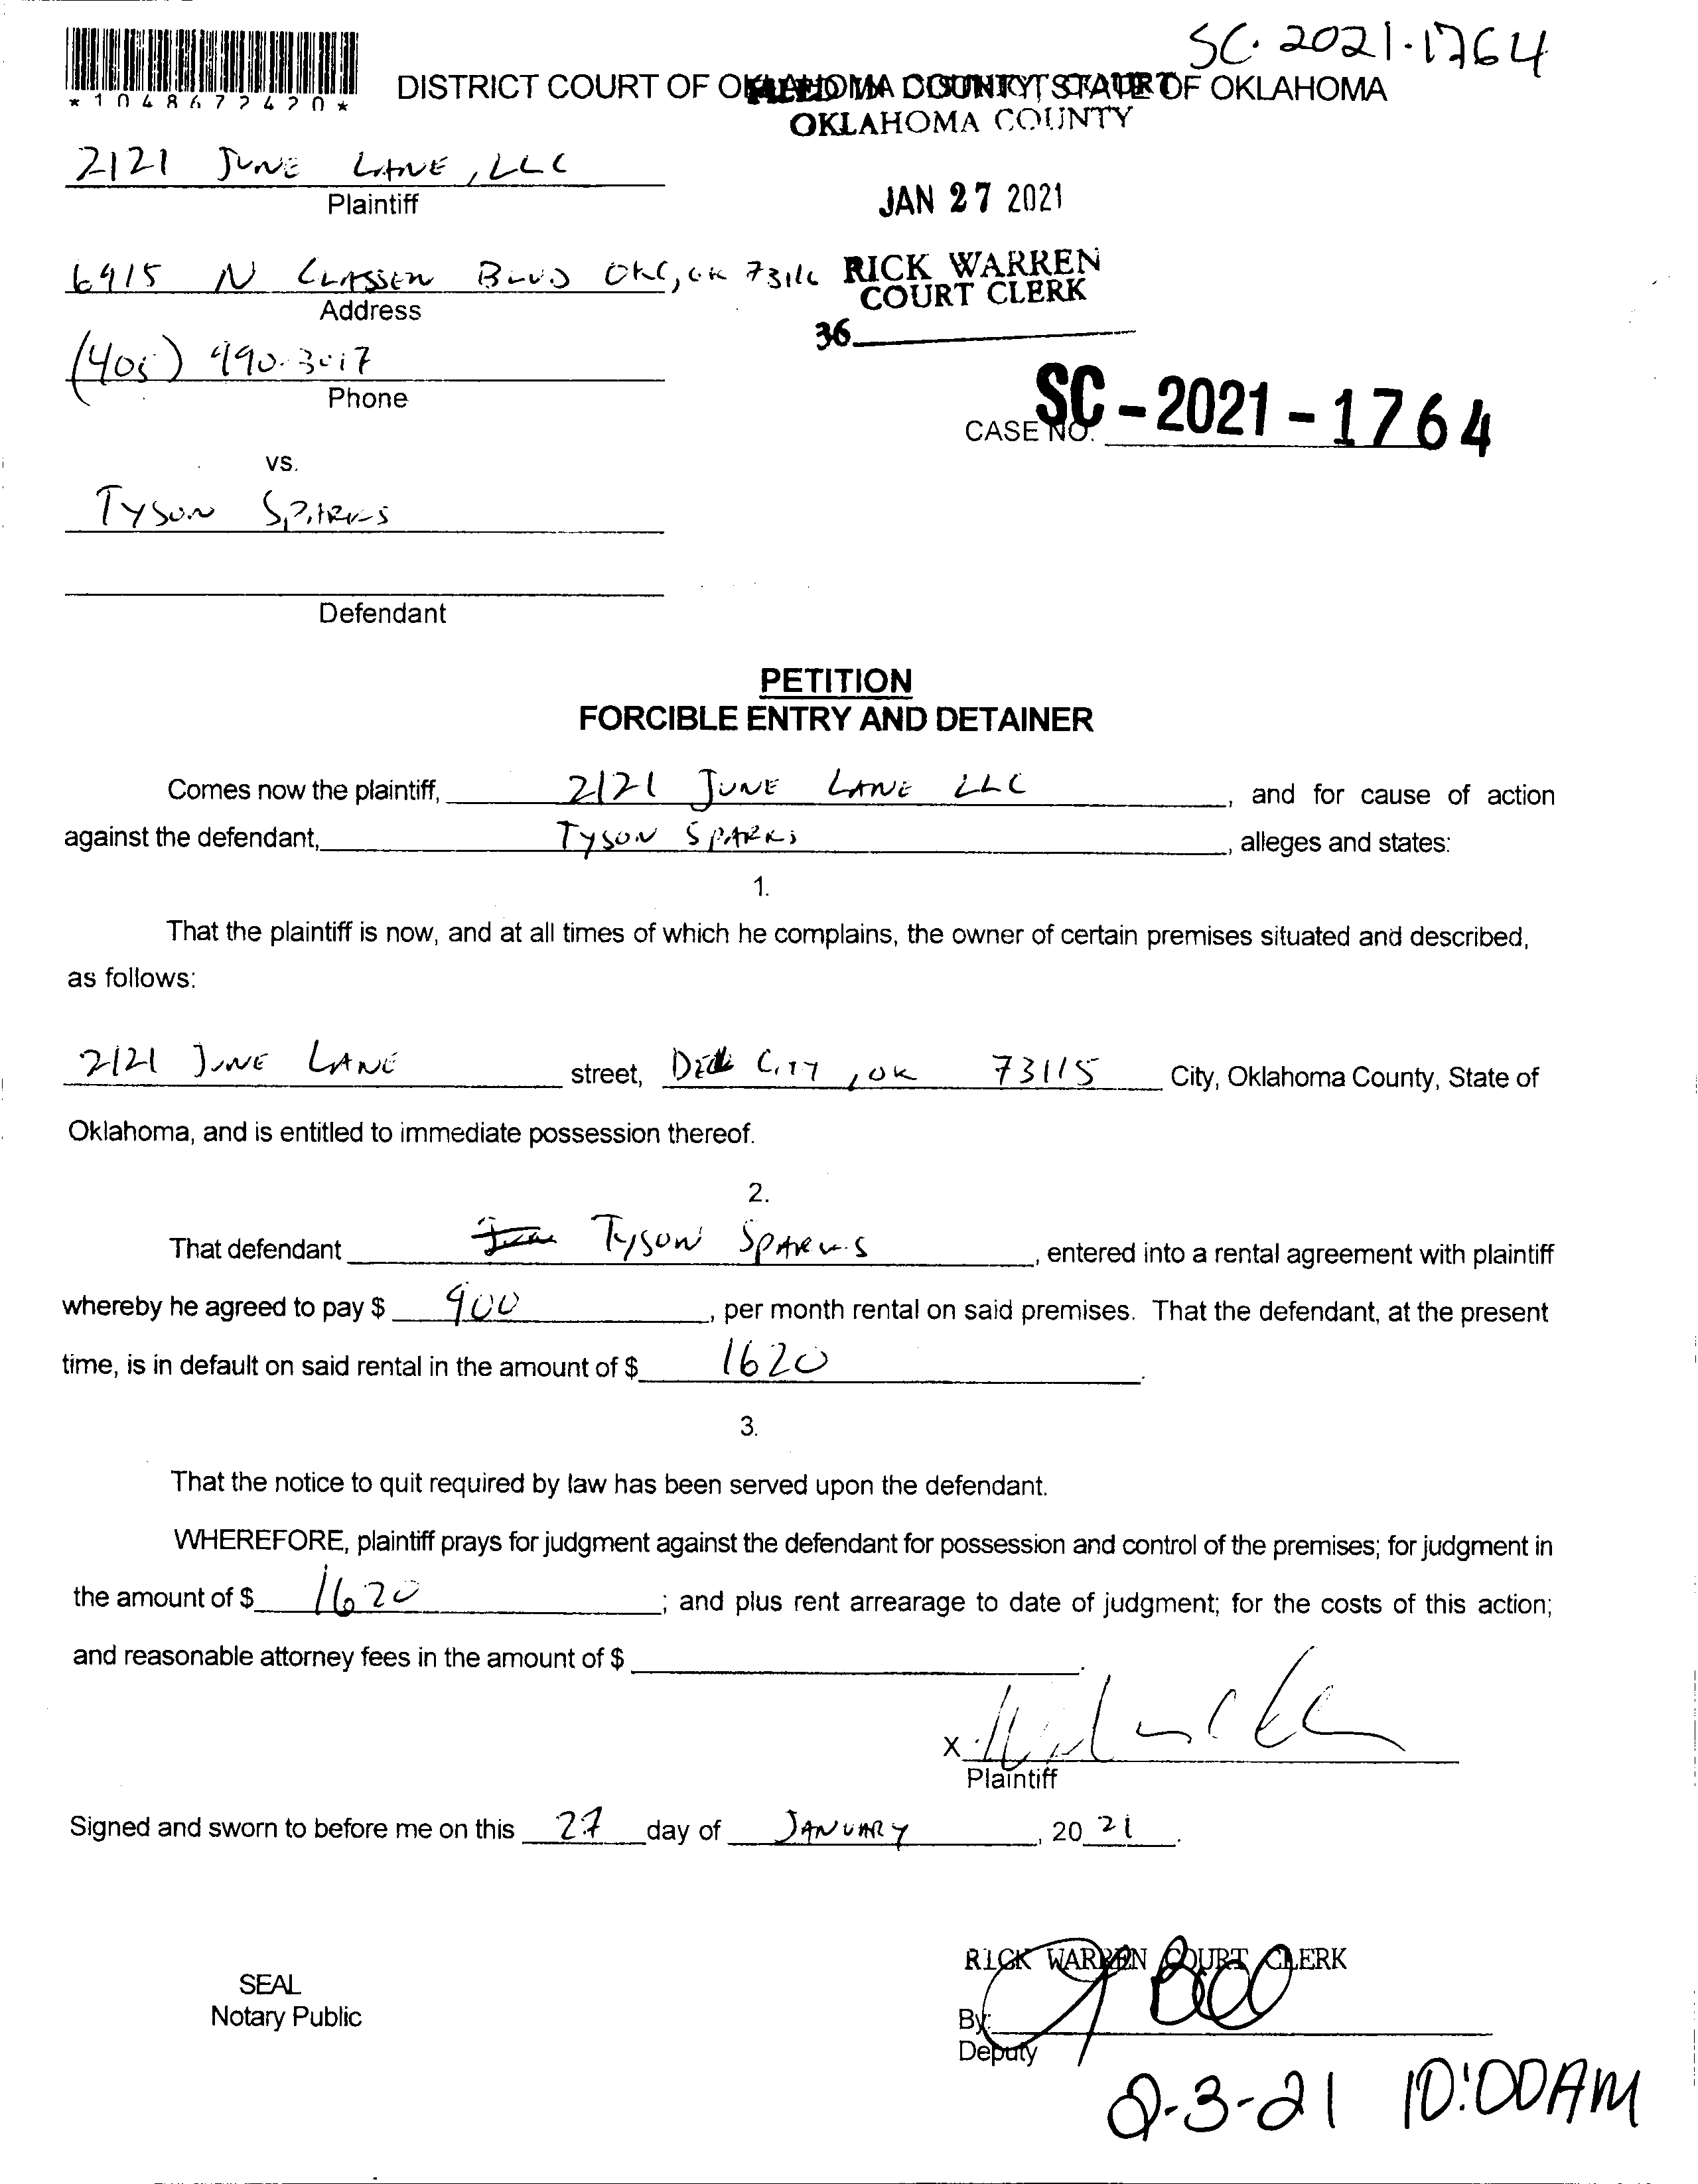 SC-2021-1764
*1048672420*
DISTRICT COURT OF OKLAHOMA COUNTY, STATE OF OKLAHOMA
FILED IN DISTRICT COURT
OKLAHOMA COUNTY
2121 JUNE LANE, LLC
Plaintiff
JAN 27 2021
6915 N CLASSEN BLVD OKC, OK 73116
Address
RICK WARREN
COURT CLERK
36
(405) 990-3017
Phone
CASE NO. SC-2021-1764
vs.
TYSON SPARKS
Defendant
PETITION
FORCIBLE ENTRY AND DETAINER
Comes now the plaintiff, 2121 JUNE LANE LLC, and for cause of action
against the defendant, TYSON SPARKS, alleges and states:
1.
That the plaintiff is now, and at all times of which he complains, the owner of certain premises situated and described,
as follows:
2121 JUNE LANE street, DEL CITY, OK 73115 City, Oklahoma County, State of
Oklahoma, and is entitled to immediate possession thereof.
2.
That defendant TYSON SPARKS, entered into a rental agreement with plaintiff
whereby he agreed to pay $ 900, per month rental on said premises. That the defendant, at the present
time, is in default on said rental in the amount of $ 1620.
3.
That the notice to quit required by law has been served upon the defendant.
WHEREFORE, plaintiff prays for judgment against the defendant for possession and control of the premises; for judgment in
the amount of $ 1620; and plus rent arrearage to date of judgment; for the costs of this action;
and reasonable attorney fees in the amount of $
X
Plaintiff
Signed and sworn to before me on this 27 day of JANUARY, 20 21.
RICK WARREN COURT CLERK
SEAL
Notary Public
By:
Deputy
2-3-21 10:00AM